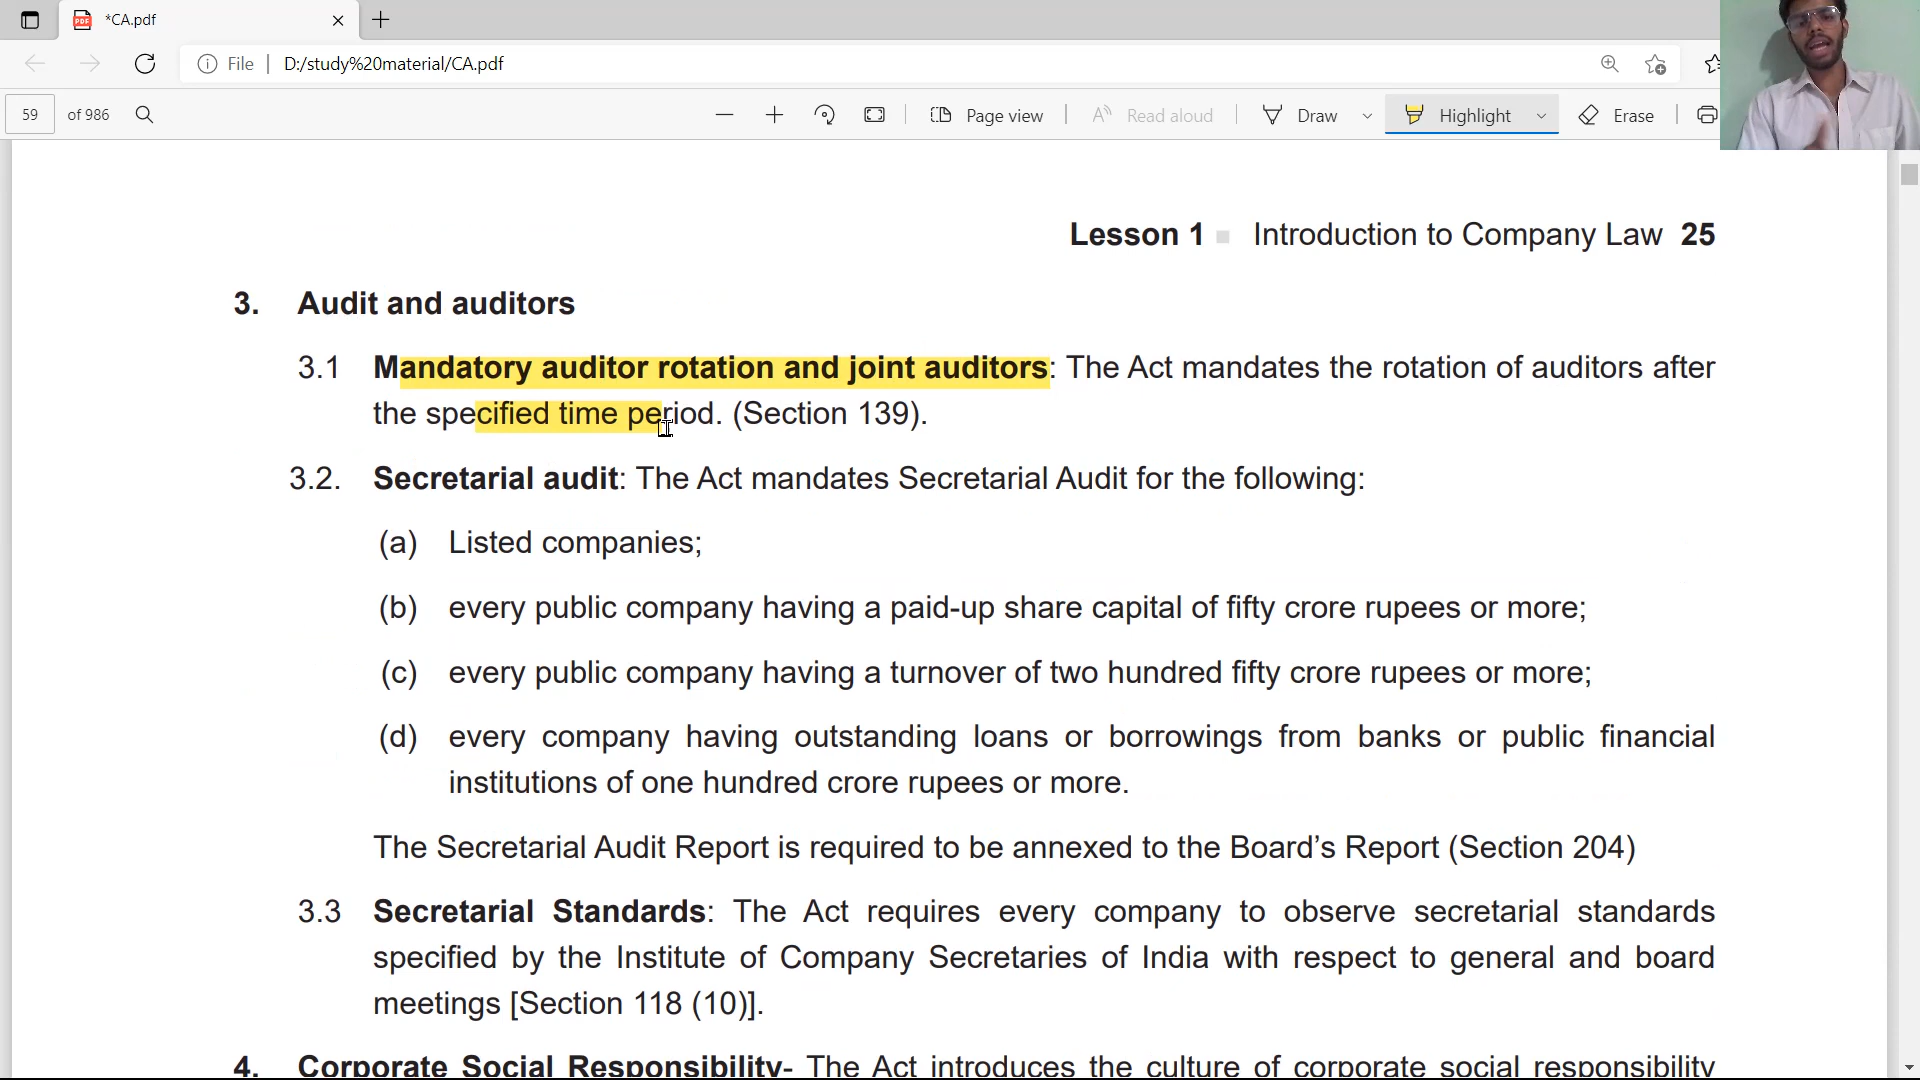 *CA.pdf
File D:/study%20material/CA.pdf
59 of 986 Page view Read aloud Draw Highlight Erase
Lesson 1 Introduction to Company Law 25
3. Audit and auditors
3.1 Mandatory auditor rotation and joint auditors: The Act mandates the rotation of auditors after
the specified time period. (Section 139).
3.2. Secretarial audit: The Act mandates Secretarial Audit for the following:
(a) Listed companies;
(b) every public company having a paid-up share capital of fifty crore rupees or more;
(c) every public company having a turnover of two hundred fifty crore rupees or more;
(d) every company having outstanding loans or borrowings from banks or public financial
institutions of one hundred crore rupees or more.
The Secretarial Audit Report is required to be annexed to the Board’s Report (Section 204)
3.3 Secretarial Standards: The Act requires every company to observe secretarial standards
specified by the Institute of Company Secretaries of India with respect to general and board
meetings [Section 118 (10)].
4. Corporate Social Responsibility- The Act introduces the culture of corporate social responsibility